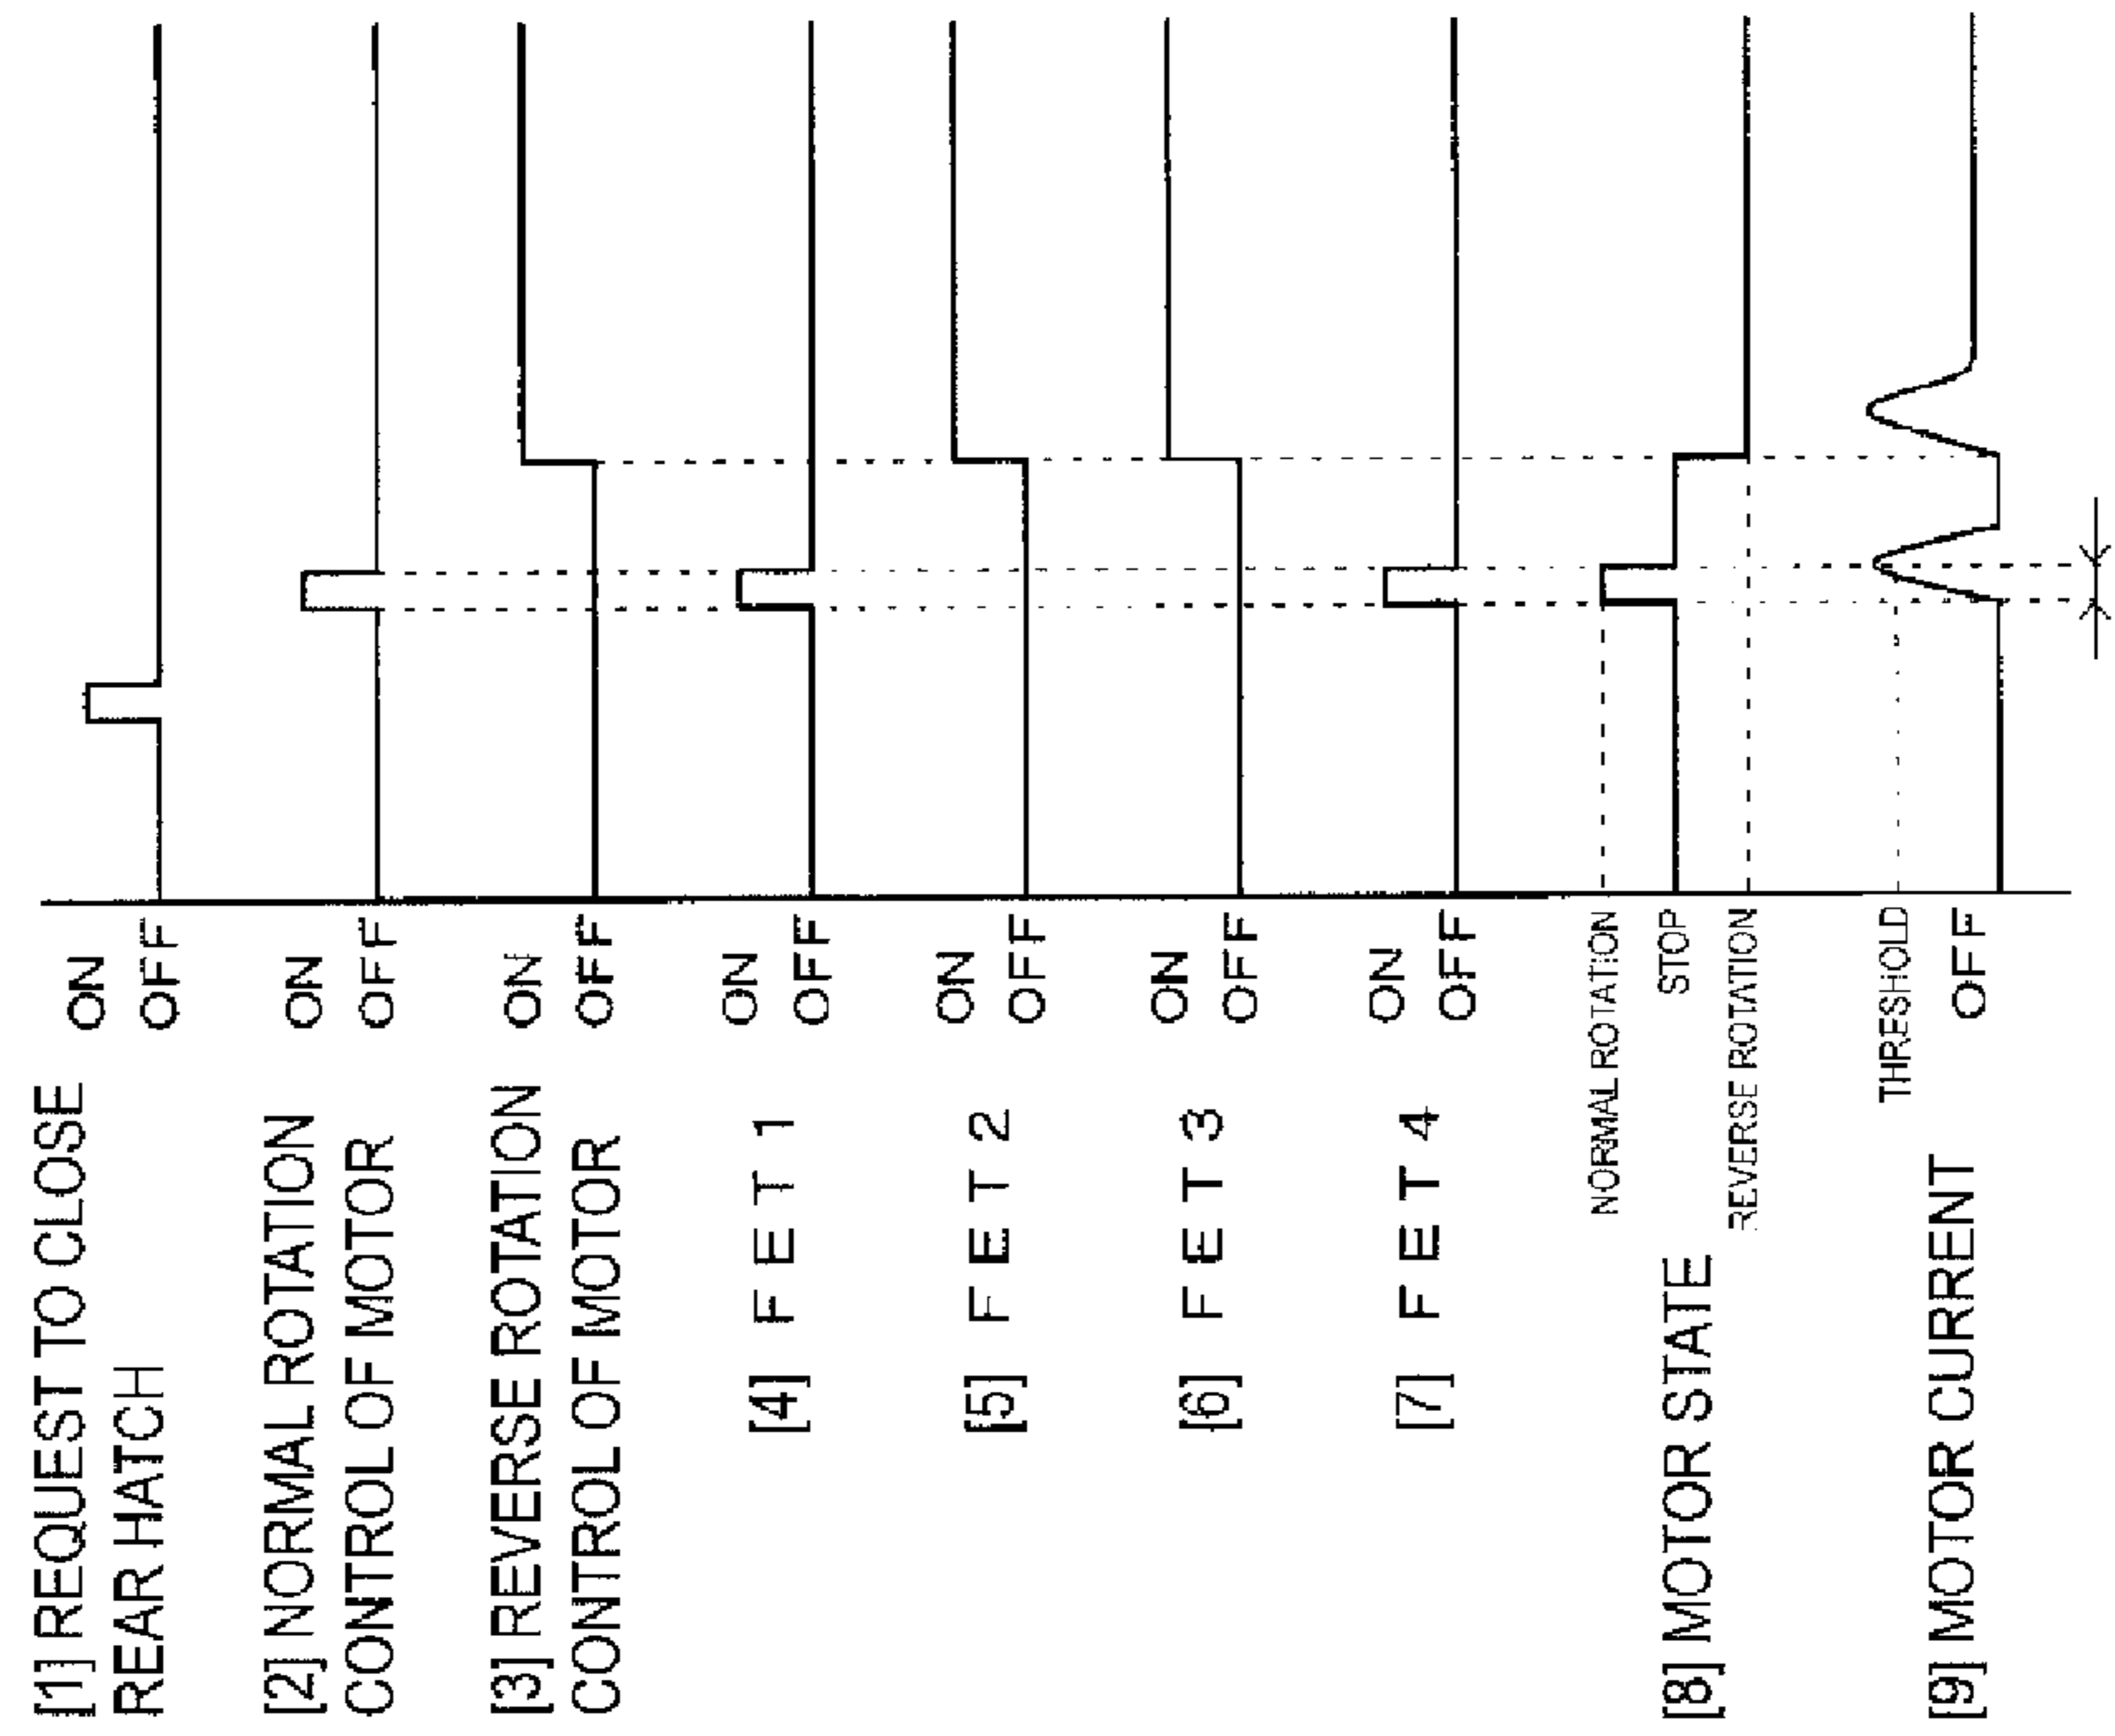 [1] REQUEST TO CLOSE
REAR HATCH
ON
OFF
[2] NORMAL ROTATION
CONTROL OF MOTOR
ON
OFF
[3] REVERSE ROTATION
CONTROL OF MOTOR
ON
OFF
[4] FET1
ON
OFF
[5] FET2
ON
OFF
[6] FET3
ON
OFF
[7] FET4
ON
OFF
[8] MOTOR STATE
NORMAL ROTATION
STOP
REVERSE ROTATION
[9] MOTOR CURRENT
THRESHOLD
OFF